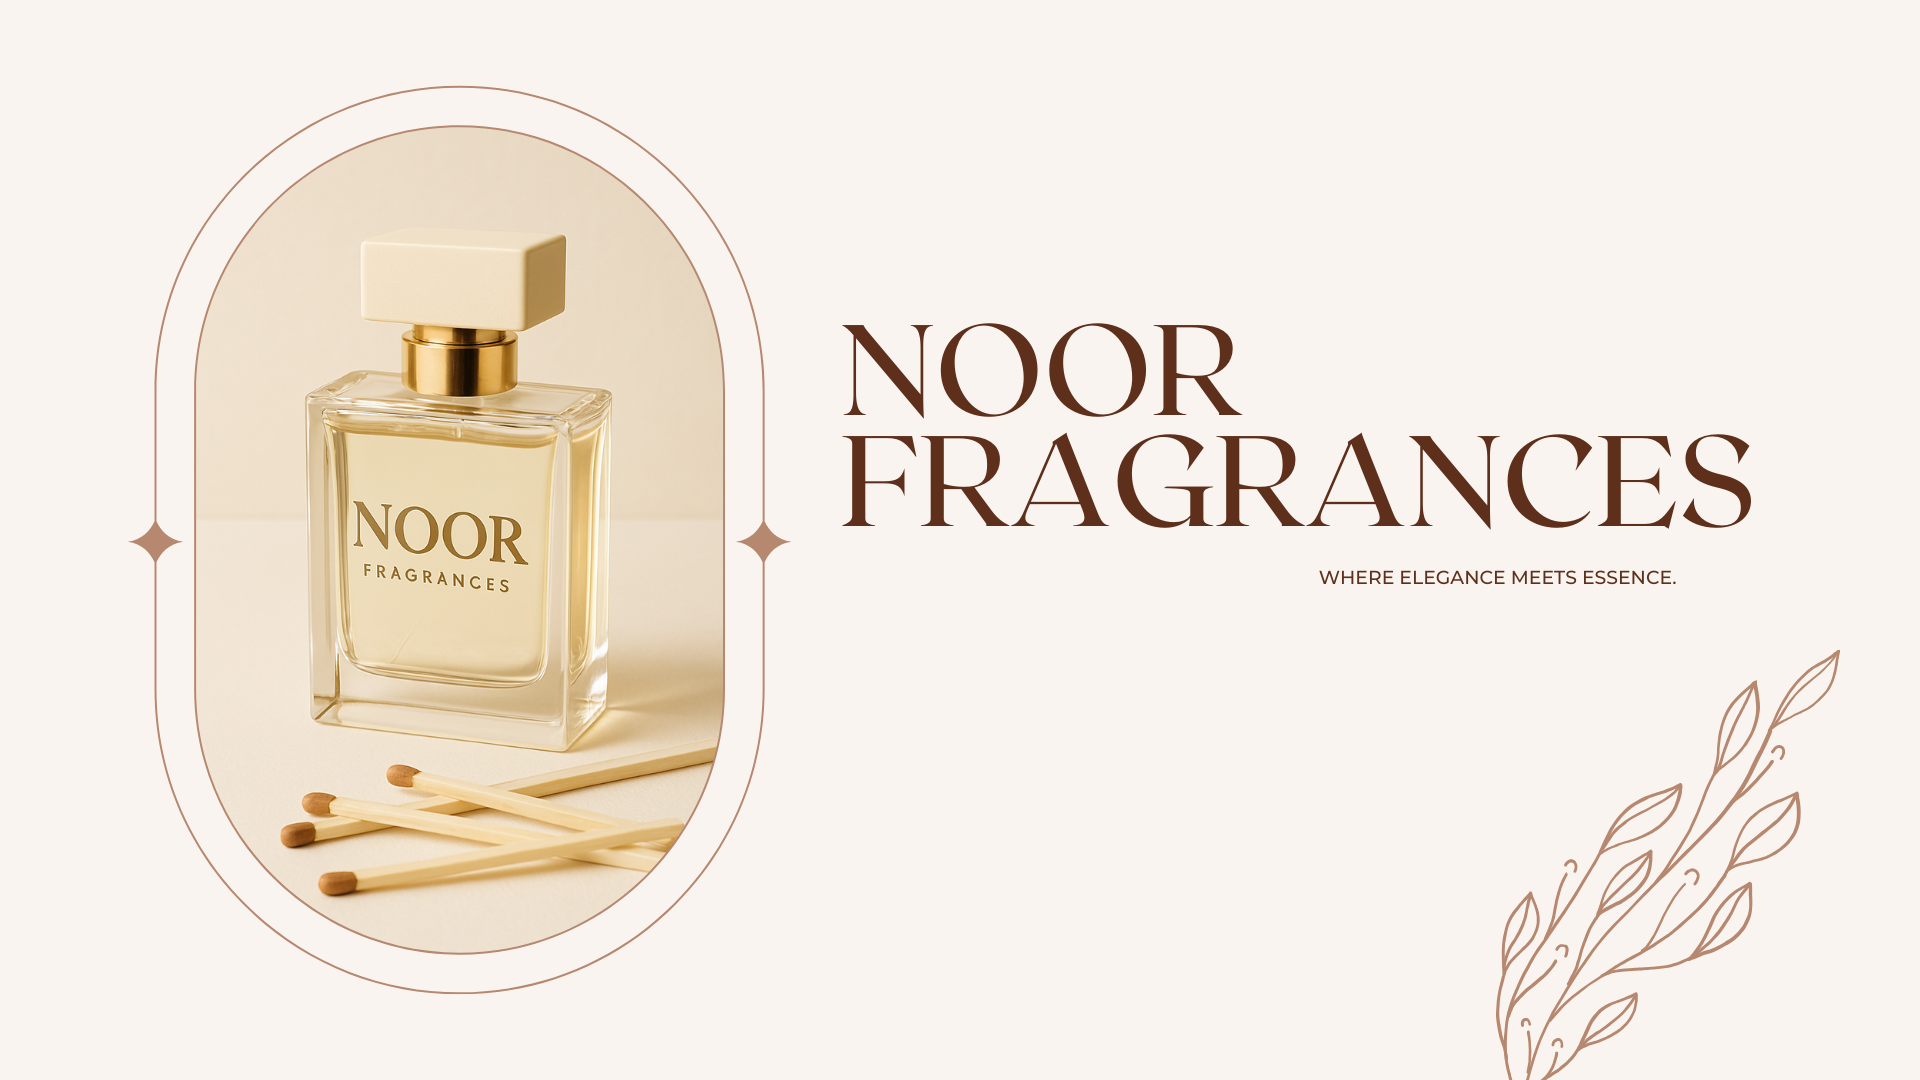 NOOR
FRAGRANCES
NOOR
FRAGRANCES
WHERE ELEGANCE MEETS ESSENCE.